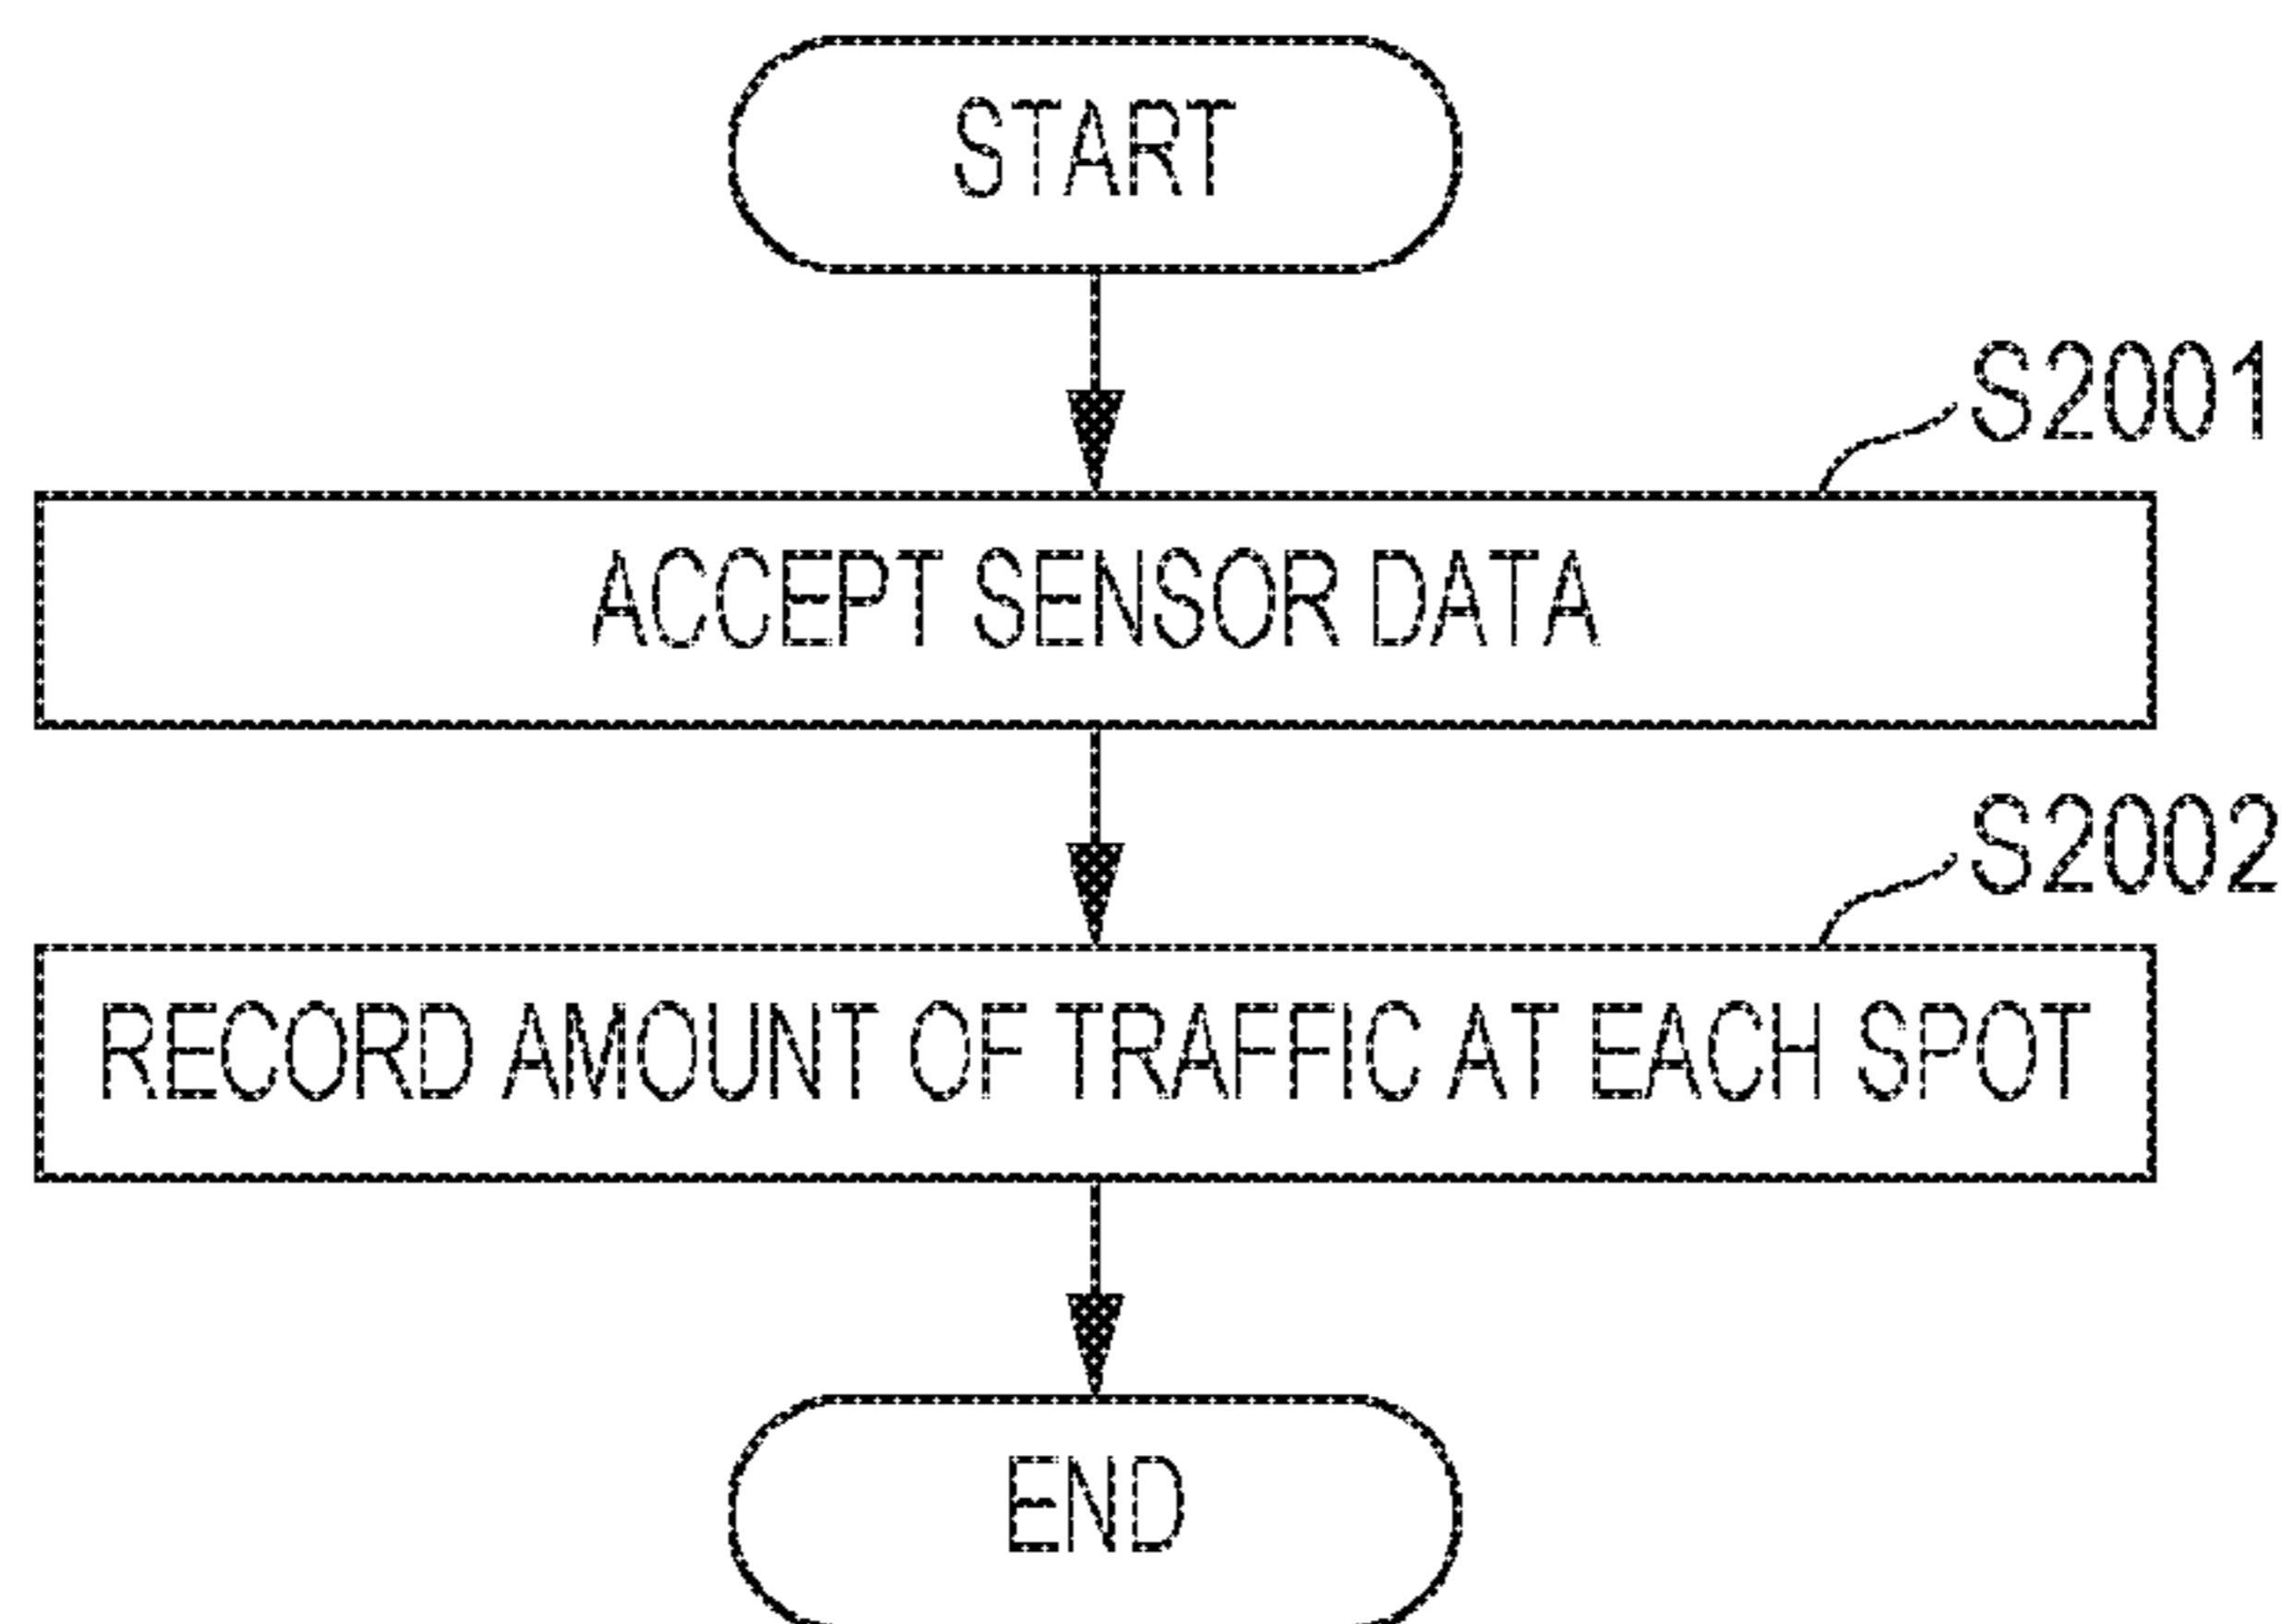 START
S2001
ACCEPT SENSOR DATA
S2002
RECORD AMOUNT OF TRAFFIC AT EACH SPOT
END